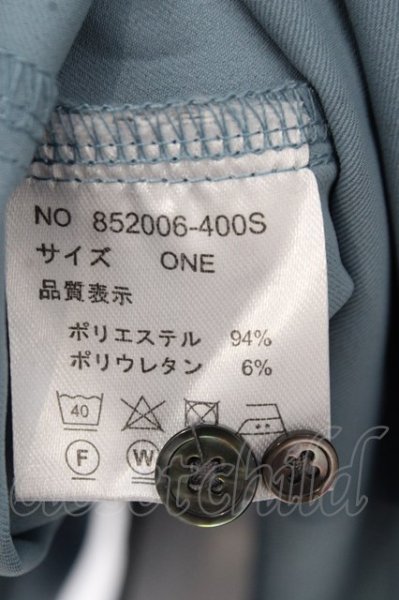 NO 852006-400S
サイズ ONE
品質表示
ポリエステル 94%
ポリウレタン 6%
40
F W
closetchild